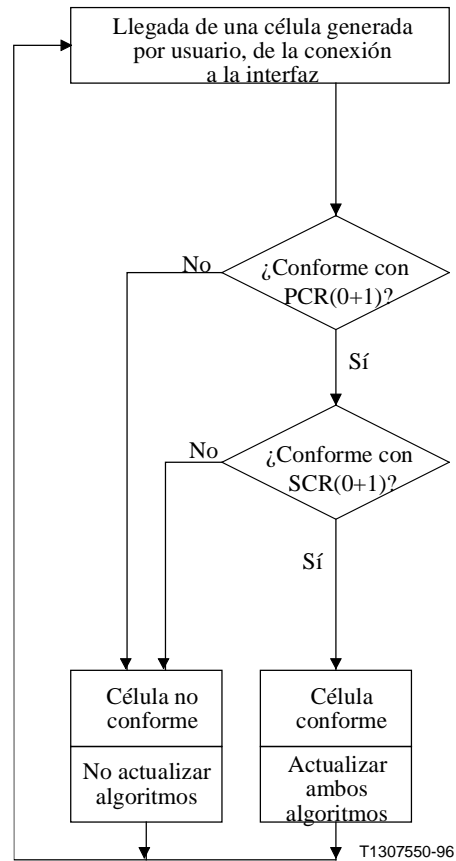 Llegada de una célula generada
por usuario, de la conexión
a la interfaz
No
¿Conforme con
PCR(0+1)?
Sí
No
¿Conforme con
SCR(0+1)?
Sí
Célula no
conforme
No actualizar
algoritmos
Célula
conforme
Actualizar
ambos
algoritmos
T1307550-96